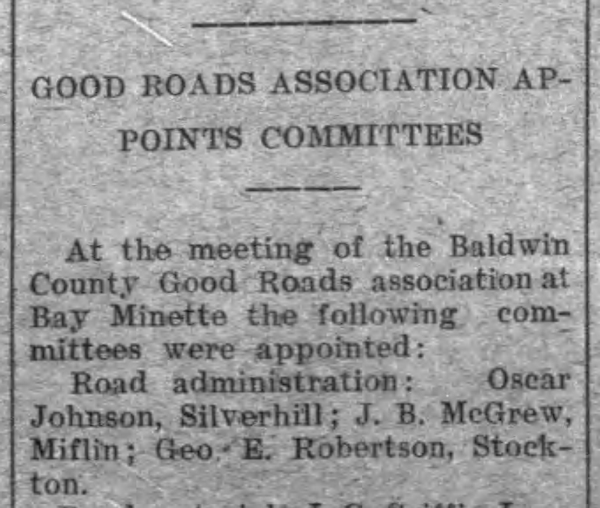 GOOD ROADS ASSOCIATION AP-
POINTS COMMITTEES
At the meeting of the Baldwin
County Good Roads association at
Bay Minette the following com-
mittees were appointed:
Road administration: Oscar
Johnson, Silverhill; J. B. McGrew,
Miflin; Geo. E. Robertson, Stock-
ton.